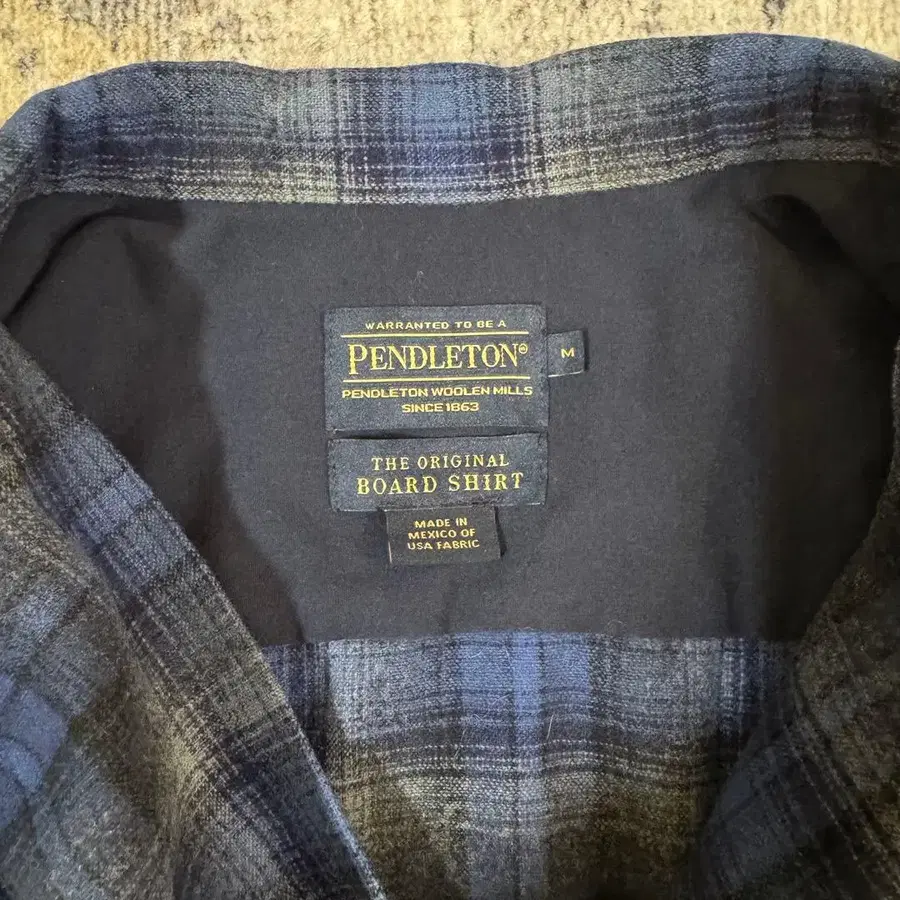 WARRANTED TO BE A
PENDLETON®
M
PENDLETON WOOLEN MILLS
SINCE 1863
THE ORIGINAL
BOARD SHIRT
MADE IN
MEXICO OF
USA FABRIC